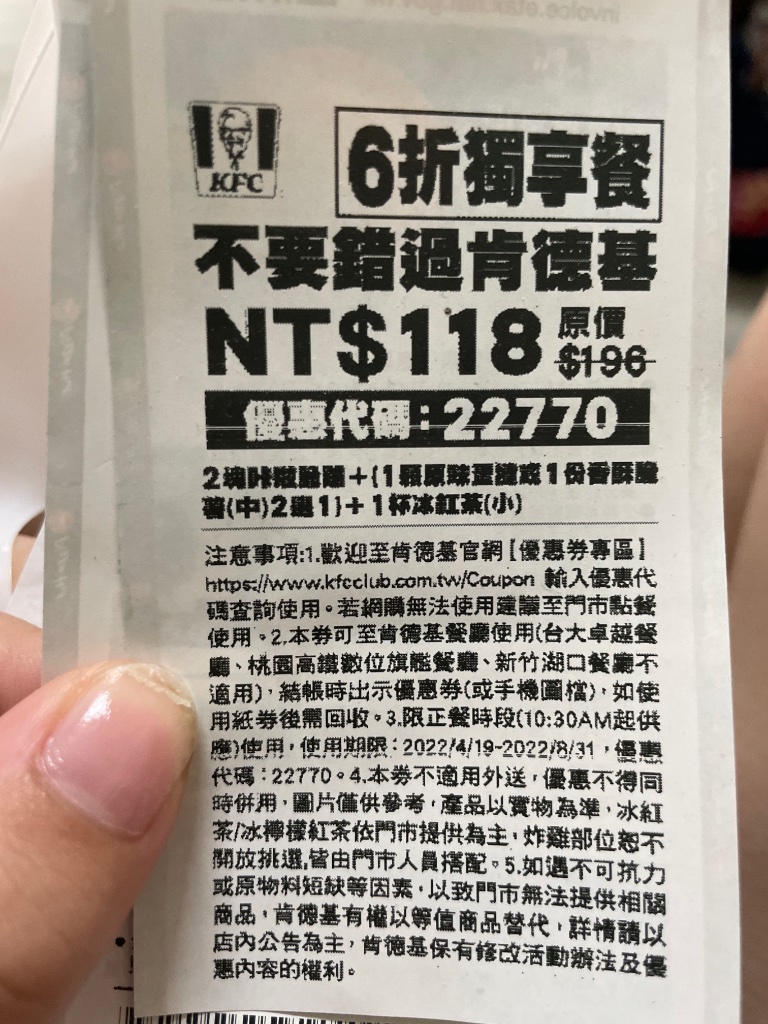 invoice.etax.nat.gov.tw
KFC
6折獨享餐
不要錯過肯德基
NT$118 原價
$196
優惠代碼：22770
2塊咔啦脆雞+(1顆原味蛋撻或1份香酥脆
薯(中)2選1)+1杯冰紅茶(小)
注意事項:1.歡迎至肯德基官網【優惠券專區】
https://www.kfcclub.com.tw/Coupon 輸入優惠代
碼查詢使用。若網購無法使用建議至門市點餐
使用。2.本券可至肯德基餐廳使用(台大卓越餐
廳、桃園高鐵數位旗艦餐廳、新竹湖口餐廳不
適用)，結帳時出示優惠券(或手機圖檔)，如使
用紙券後需回收。3.限正餐時段(10:30AM起供
應)使用，使用期限：2022/4/19~2022/8/31，優惠
代碼：22770。4.本券不適用外送，優惠不得同
時併用，圖片僅供參考，產品以實物為準，冰紅
茶/冰檸檬紅茶依門市提供為主，炸雞部位恕不
開放挑選,皆由門市人員搭配。5.如遇不可抗力
或原物料短缺等因素，以致門市無法提供相關
商品，肯德基有權以等值商品替代，詳情請以
店內公告為主，肯德基保有修改活動辦法及優
惠內容的權利。